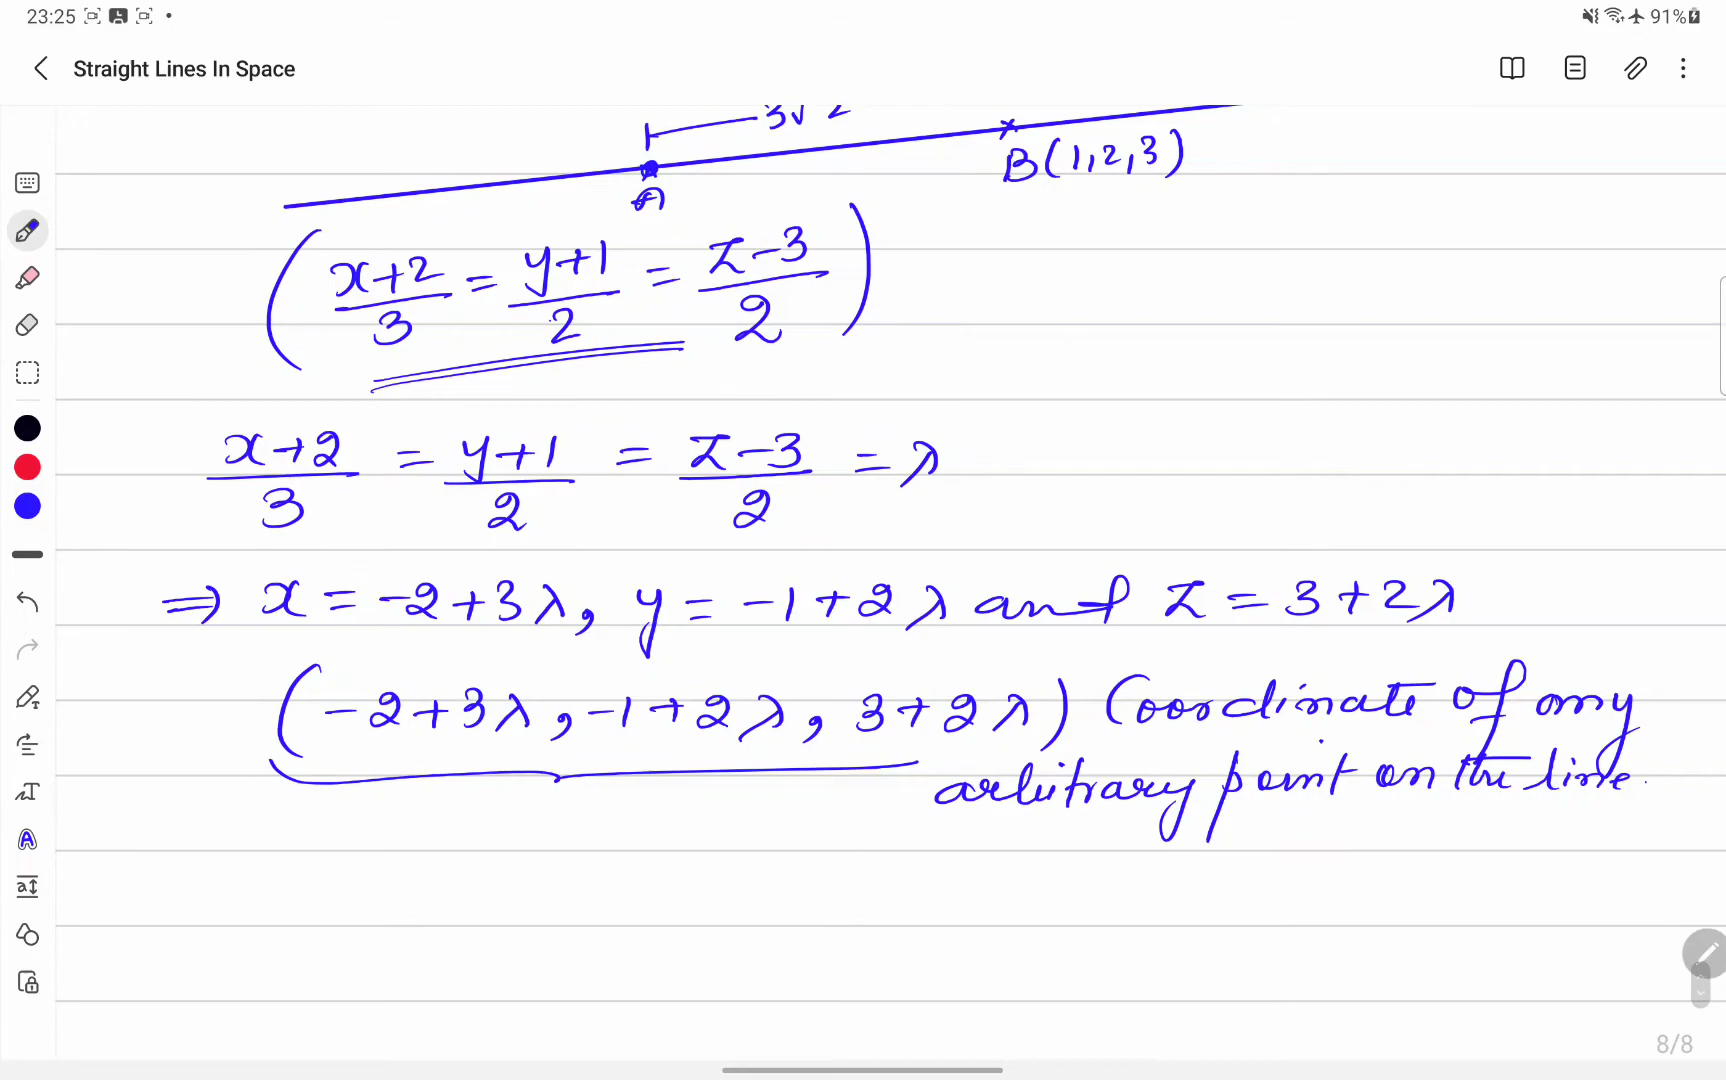 23:25
91%
Straight Lines In Space
3√2
B(1,2,3)
A
(x+2/3 = y+1/2 = z-3/2)
x+2/3 = y+1/2 = z-3/2 = λ
⇒ x = -2+3λ, y = -1+2λ and z = 3+2λ
(-2+3λ, -1+2λ, 3+2λ) Coordinate of any
arbitrary point on the line.
8/8